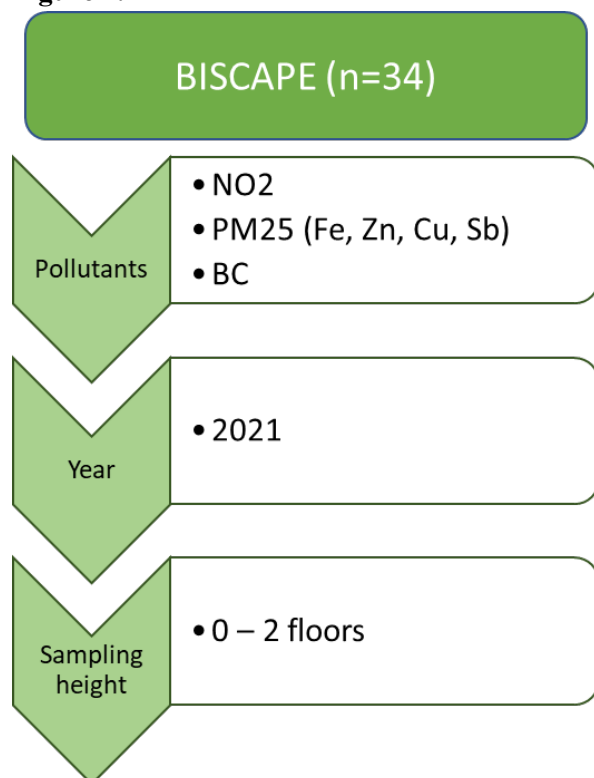 BISCAPE (n=34)
Pollutants
• NO2
• PM25 (Fe, Zn, Cu, Sb)
• BC
Year
• 2021
Sampling
height
• 0 – 2 floors